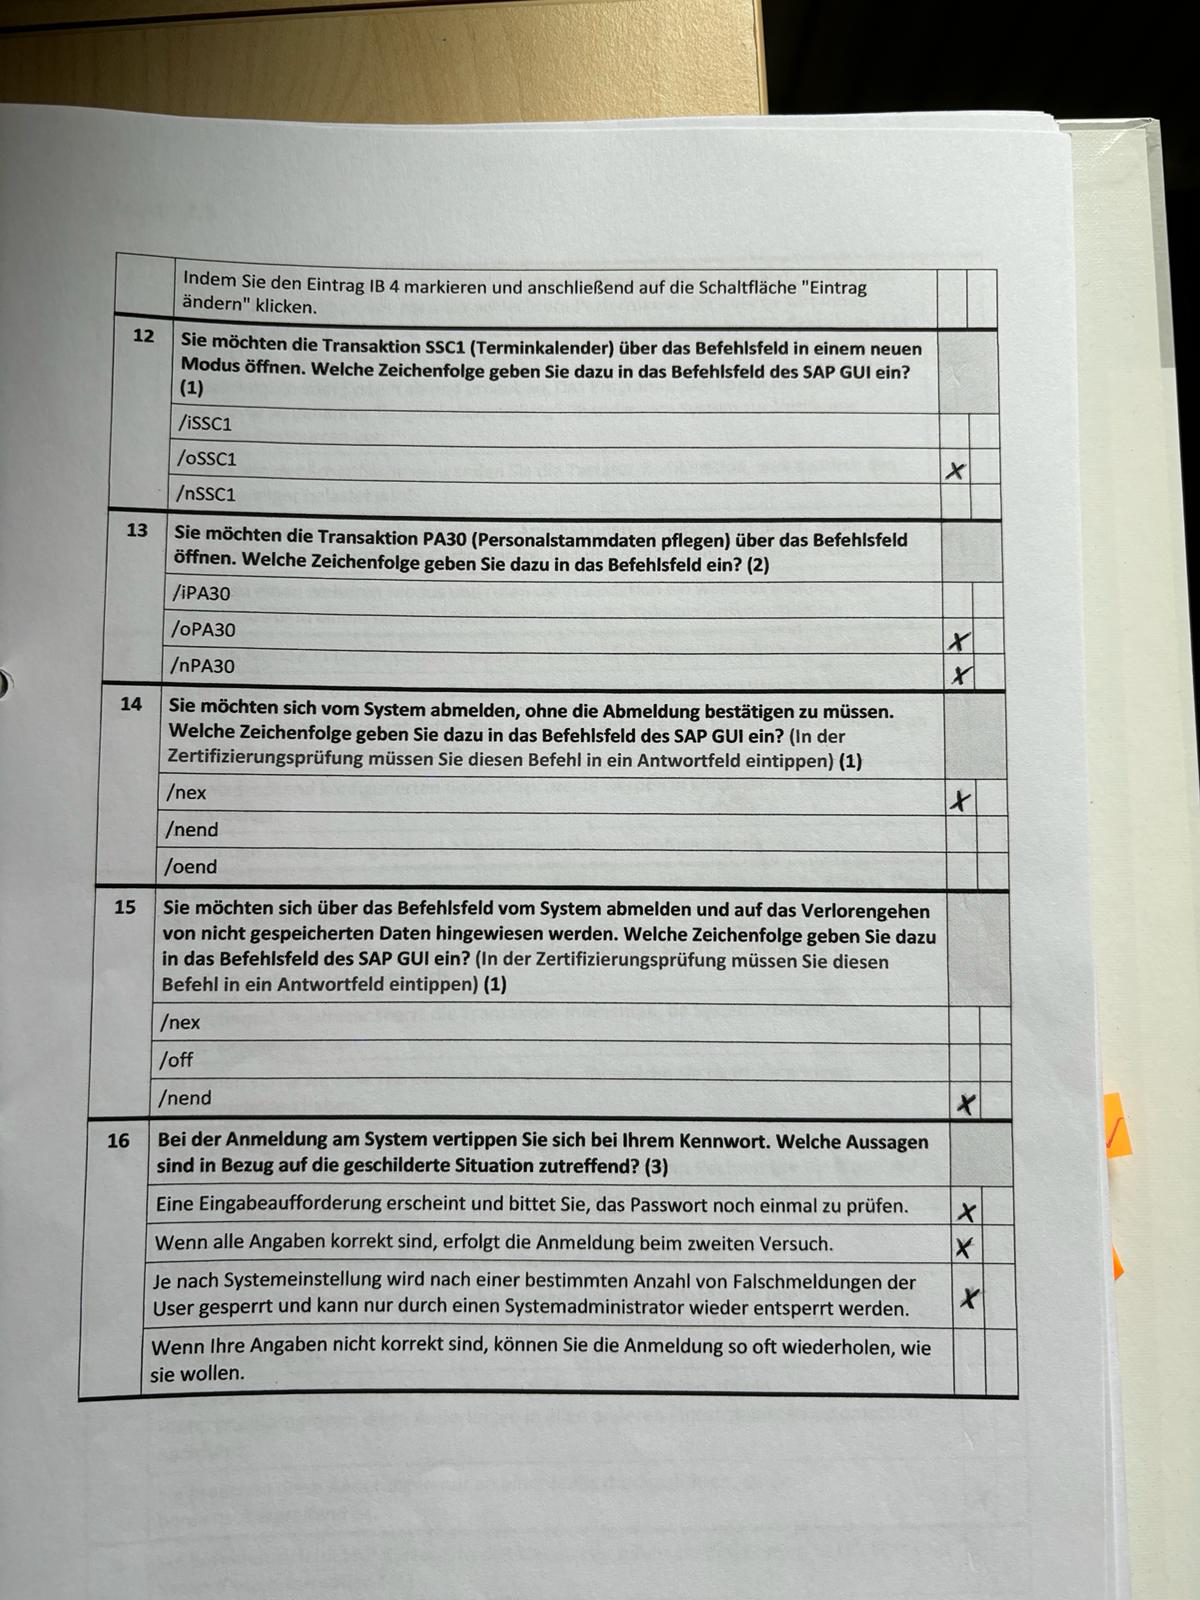 Indem Sie den Eintrag IB 4 markieren und anschließend auf die Schaltfläche "Eintrag
ändern" klicken.
12 Sie möchten die Transaktion SSC1 (Terminkalender) über das Befehlsfeld in einem neuen
Modus öffnen. Welche Zeichenfolge geben Sie dazu in das Befehlsfeld des SAP GUI ein?
(1)
/iSSC1
/oSSC1 X
/nSSC1
13 Sie möchten die Transaktion PA30 (Personalstammdaten pflegen) über das Befehlsfeld
öffnen. Welche Zeichenfolge geben Sie dazu in das Befehlsfeld ein? (2)
/iPA30
/oPA30 X
/nPA30 X
14 Sie möchten sich vom System abmelden, ohne die Abmeldung bestätigen zu müssen.
Welche Zeichenfolge geben Sie dazu in das Befehlsfeld des SAP GUI ein? (In der
Zertifizierungsprüfung müssen Sie diesen Befehl in ein Antwortfeld eintippen) (1)
/nex X
/nend
/oend
15 Sie möchten sich über das Befehlsfeld vom System abmelden und auf das Verlorengehen
von nicht gespeicherten Daten hingewiesen werden. Welche Zeichenfolge geben Sie dazu
in das Befehlsfeld des SAP GUI ein? (In der Zertifizierungsprüfung müssen Sie diesen
Befehl in ein Antwortfeld eintippen) (1)
/nex
/off
/nend X
16 Bei der Anmeldung am System vertippen Sie sich bei Ihrem Kennwort. Welche Aussagen
sind in Bezug auf die geschilderte Situation zutreffend? (3)
Eine Eingabeaufforderung erscheint und bittet Sie, das Passwort noch einmal zu prüfen. X
Wenn alle Angaben korrekt sind, erfolgt die Anmeldung beim zweiten Versuch. X
Je nach Systemeinstellung wird nach einer bestimmten Anzahl von Falschmeldungen der
User gesperrt und kann nur durch einen Systemadministrator wieder entsperrt werden. X
Wenn Ihre Angaben nicht korrekt sind, können Sie die Anmeldung so oft wiederholen, wie
sie wollen.